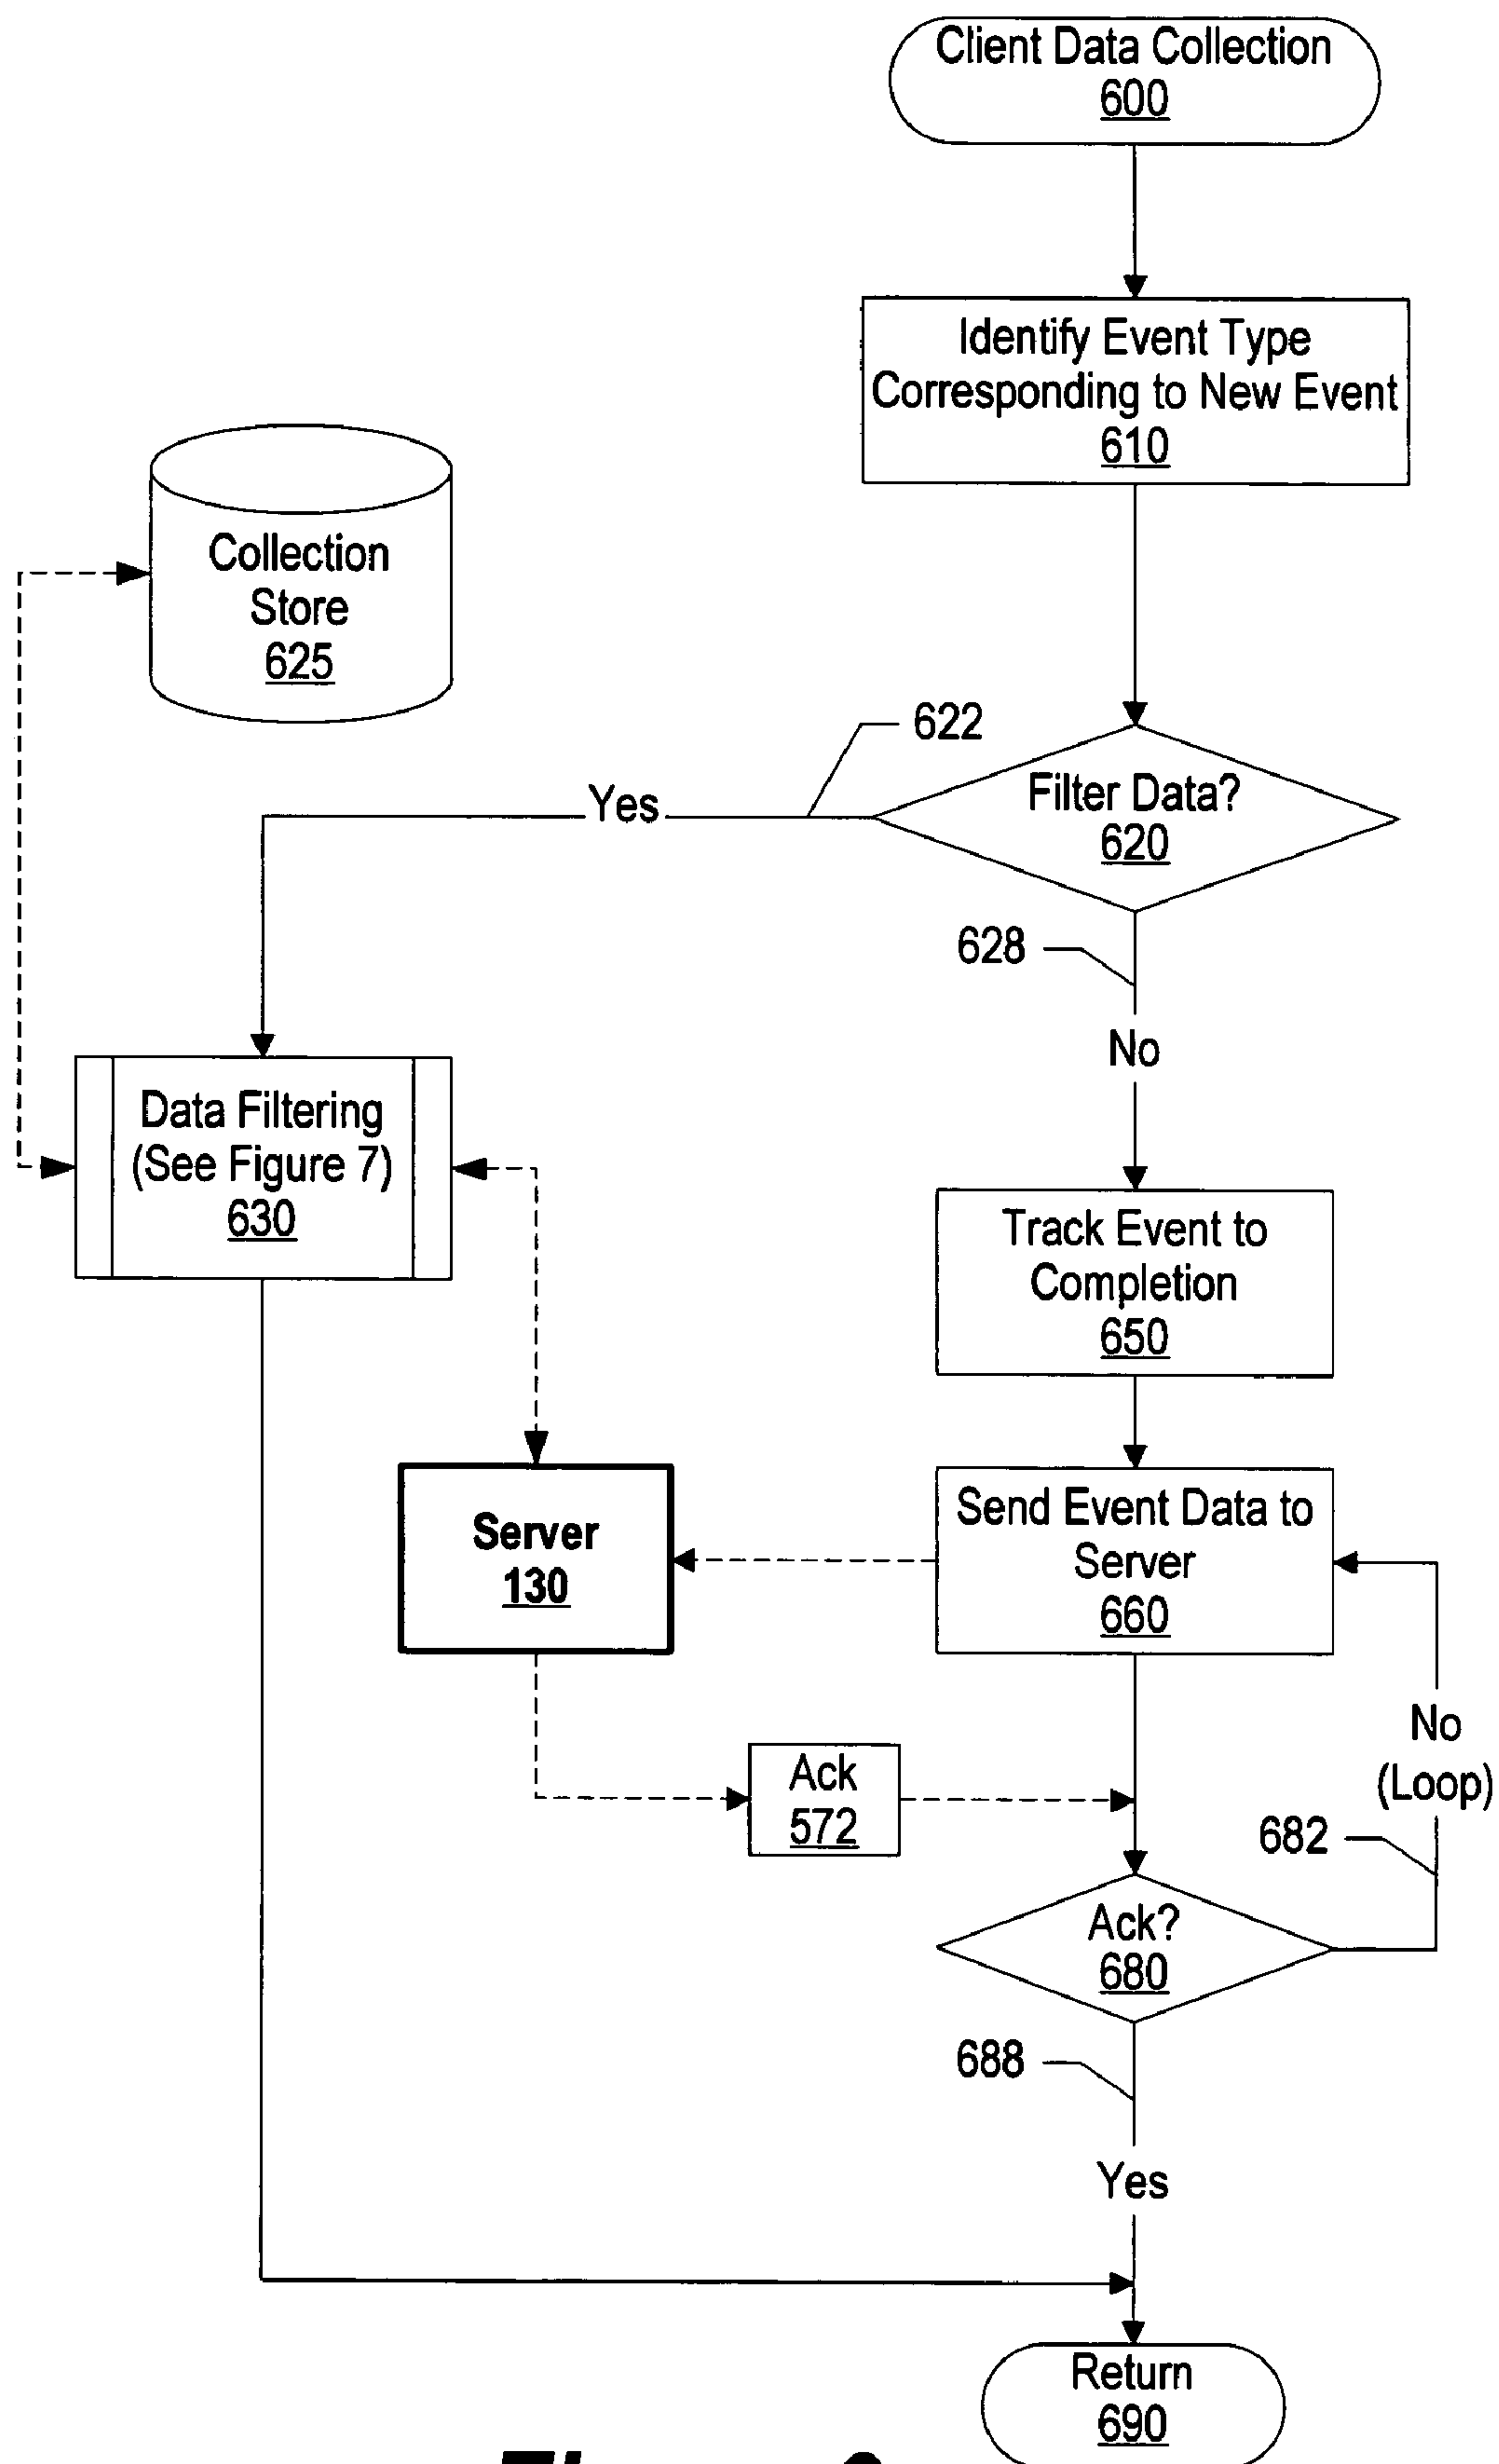 Client Data Collection
600
Identify Event Type
Corresponding to New Event
610
Collection
Store
625
622
Filter Data?
620
Yes
628
No
Data Filtering
(See Figure 7)
630
Track Event to
Completion
650
Send Event Data to
Server
660
Server
130
No
(Loop)
Ack
572
682
Ack?
680
688
Yes
Return
690